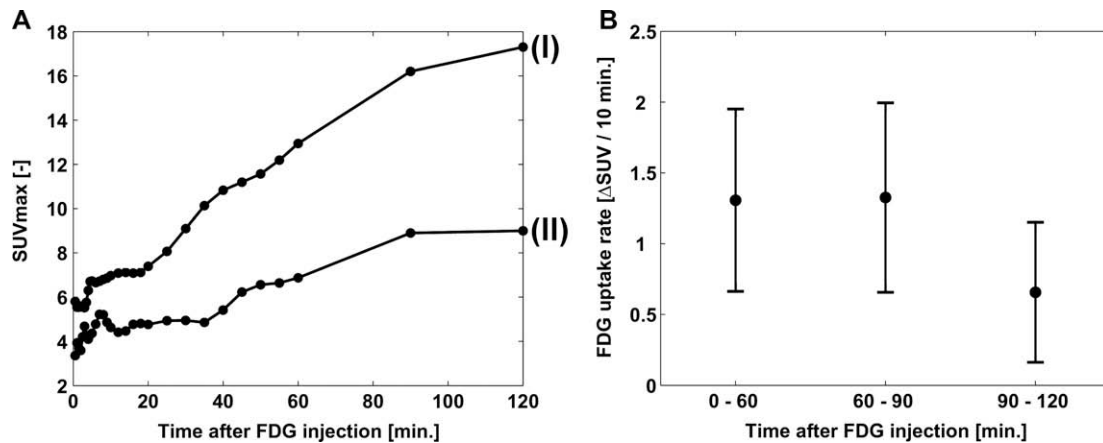 A
SUVmax [-]
18
16
14
12
10
8
6
4
2
(I)
(II)
0
20
40
60
80
100
120
Time after FDG injection [min.]
B
FDG uptake rate [ΔSUV / 10 min.]
2.5
2
1.5
1
0.5
0
0 - 60
60 - 90
90 - 120
Time after FDG injection [min.]